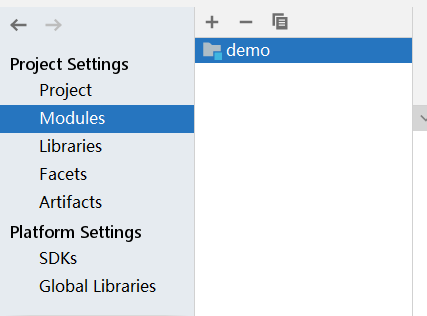 Project Settings
Project
Modules
Libraries
Facets
Artifacts
Platform Settings
SDKs
Global Libraries
demo